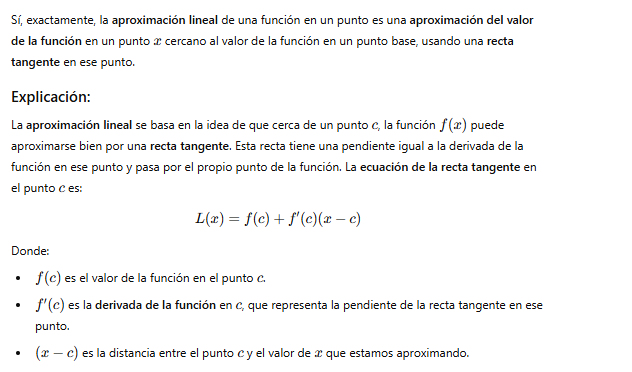 Sí, exactamente, la aproximación lineal de una función en un punto es una aproximación del valor
de la función en un punto x cercano al valor de la función en un punto base, usando una recta
tangente en ese punto.
Explicación:
La aproximación lineal se basa en la idea de que cerca de un punto c, la función f(x) puede
aproximarse bien por una recta tangente. Esta recta tiene una pendiente igual a la derivada de la
función en ese punto y pasa por el propio punto de la función. La ecuación de la recta tangente en
el punto c es:
L(x) = f(c) + f′(c)(x − c)
Donde:
• f(c) es el valor de la función en el punto c.
• f′(c) es la derivada de la función en c, que representa la pendiente de la recta tangente en ese
punto.
• (x − c) es la distancia entre el punto c y el valor de x que estamos aproximando.